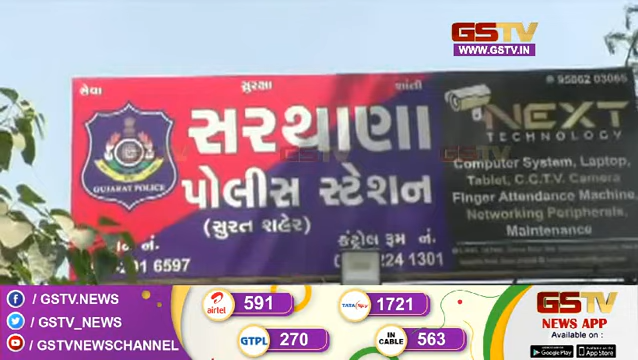 GSTV
WWW.GSTV.IN
સેવા સુરક્ષા શાંતી
95862 03065
સરથાણા
GUJARAT POLICE
પોલીસ સ્ટેશન
(સુરત શહેર)
નં. કંટ્રોલ રૂમ નં.
6597 1301
NEXT
TECHNOLOGY
Computer System, Laptop,
Tablet, C.C.T.V. Camera
Finger Attendance Machine
Networking Peripherals,
Maintenance
/ GSTV.NEWS
/ GSTV_NEWS
/ GSTVNEWSCHANNEL
airtel 591
TATA 1721
GTPL 270
IN CABLE 563
GSTV
NEWS APP
Available on :
Google Play App Store